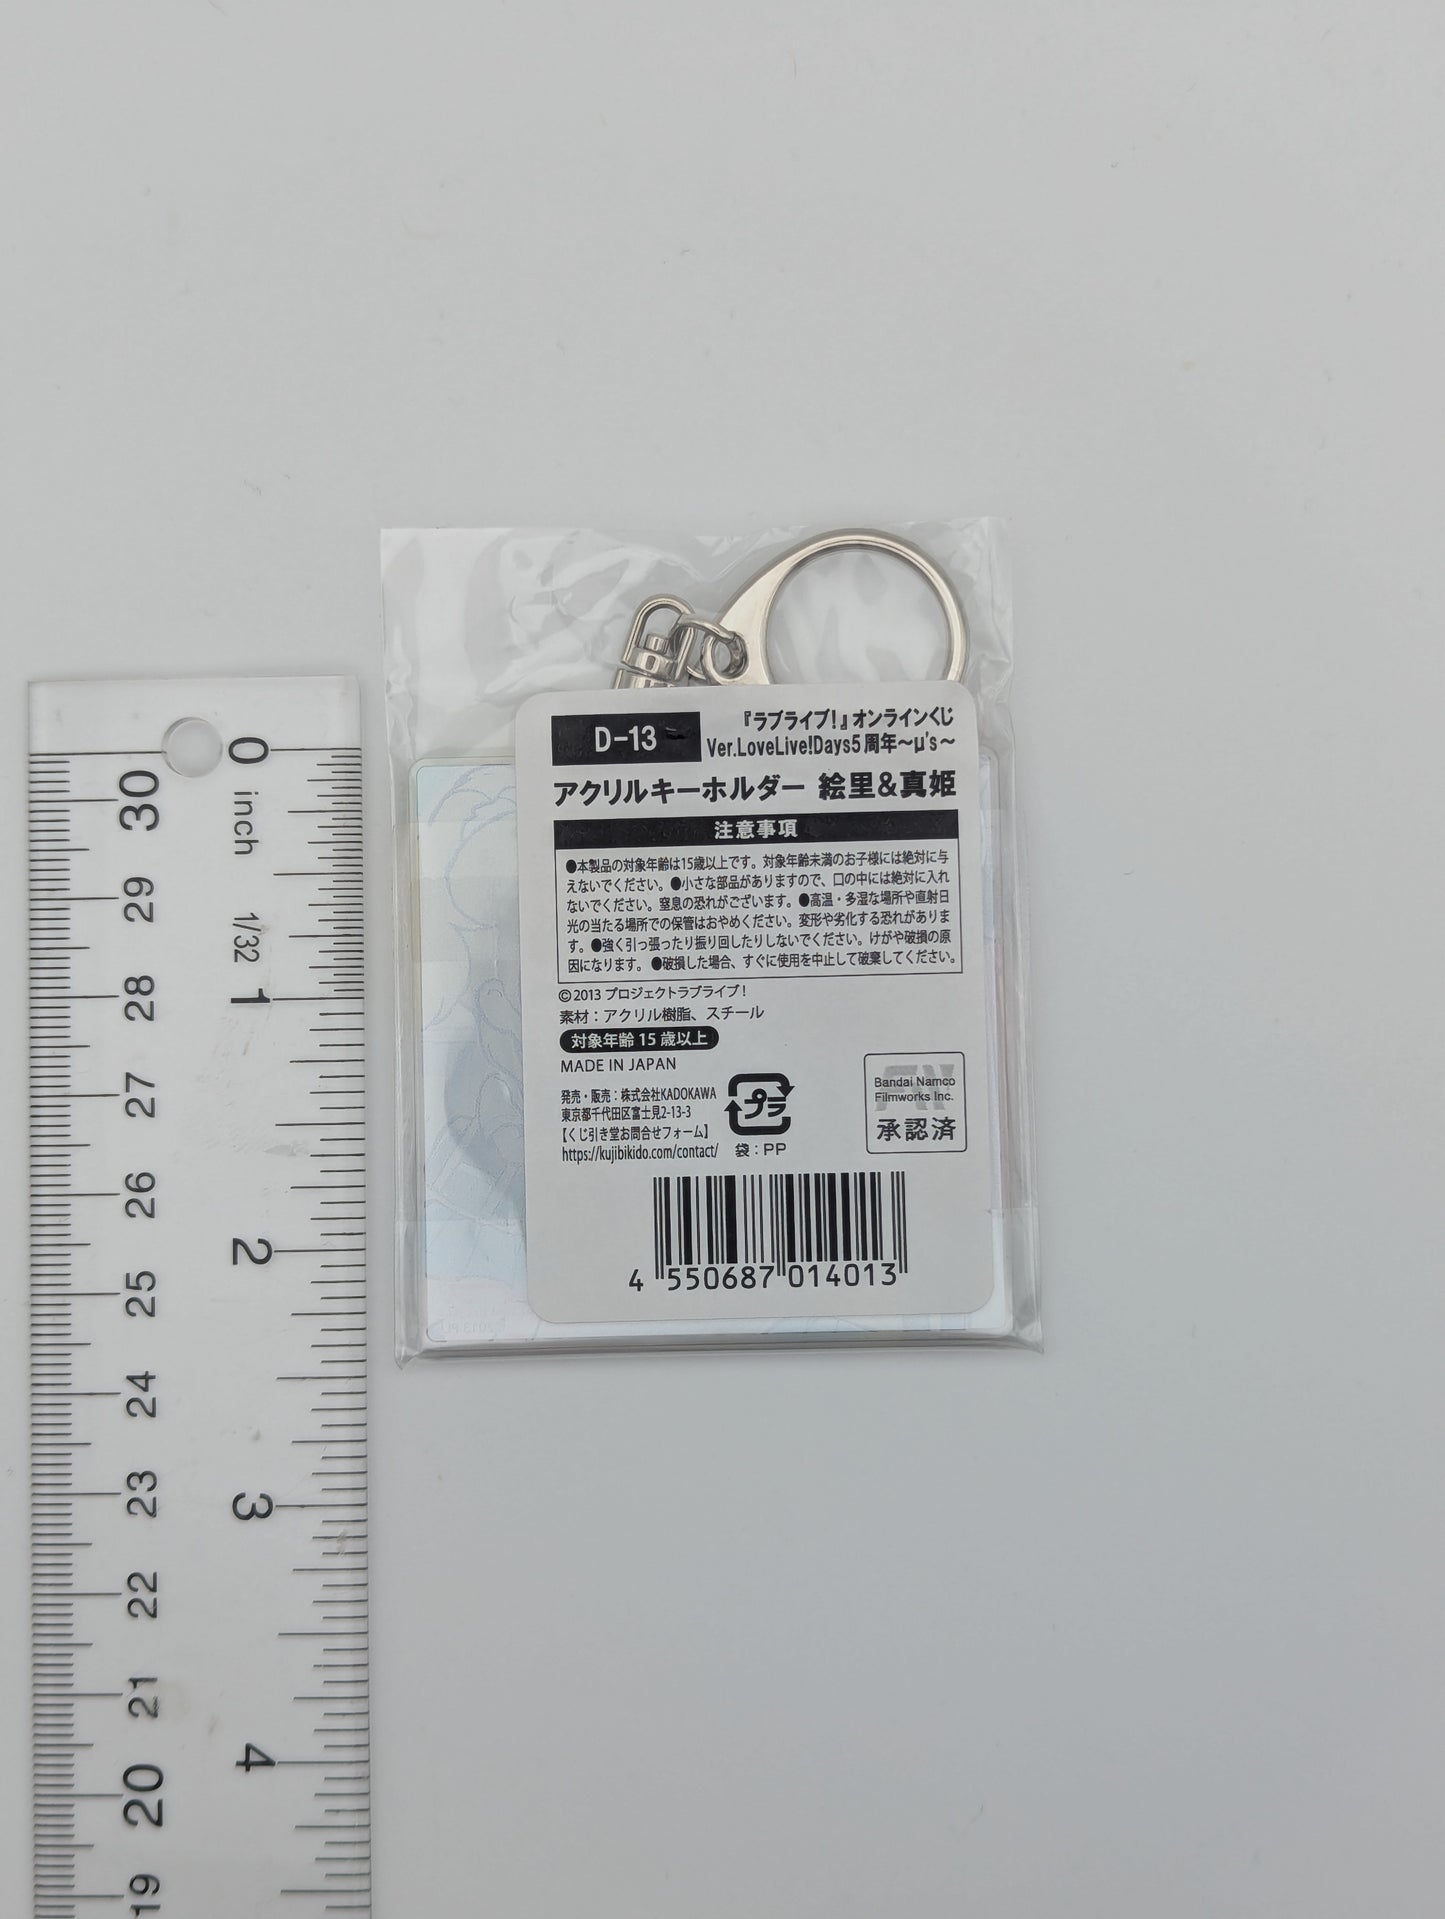 0 inch 1/32
1
2
3
4
30
29
28
27
26
25
24
23
22
21
20
19
D-13
『ラブライブ!』オンラインくじ
Ver.LoveLive!Days5周年～μ's～
アクリルキーホルダー 絵里&真姫
注意事項
●本製品の対象年齢は15歳以上です。対象年齢未満のお子様には絶対に与
えないでください。●小さな部品がありますので、口の中には絶対に入れ
ないでください。窒息の恐れがございます。●高温・多湿な場所や直射日
光の当たる場所での保管はおやめください。変形や劣化する恐れがありま
す。●強く引っ張ったり振り回したりしないでください。けがや破損の原
因になります。●破損した場合、すぐに使用を中止して破棄してください。
©2013 プロジェクトラブライブ!
素材：アクリル樹脂、スチール
対象年齢 15 歳以上
MADE IN JAPAN
発売・販売：株式会社KADOKAWA
東京都千代田区富士見2-13-3
【くじ引き堂お問合せフォーム】
https://kujibikido.com/contact/
プラ
袋：PP
Bandai Namco
Filmworks Inc.
承認済
4 550687 014013